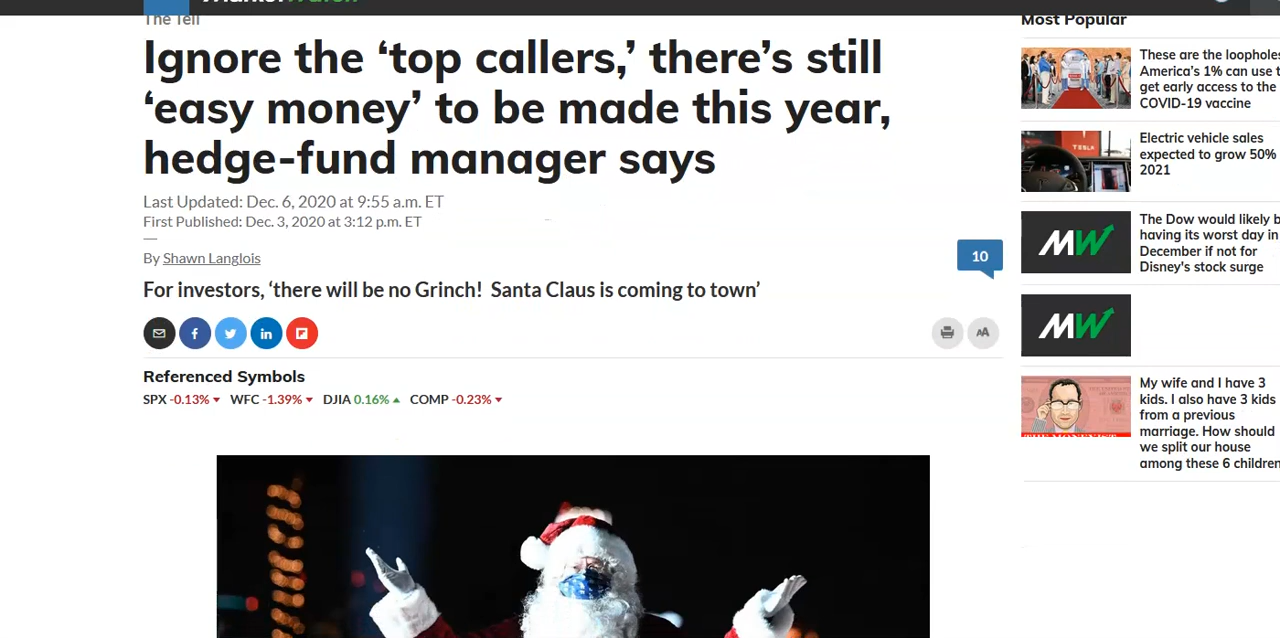 The Tell
Ignore the ‘top callers,’ there’s still
‘easy money’ to be made this year,
hedge-fund manager says
Last Updated: Dec. 6, 2020 at 9:55 a.m. ET
First Published: Dec. 3, 2020 at 3:12 p.m. ET
—
By Shawn Langlois
10
For investors, ‘there will be no Grinch! Santa Claus is coming to town’
f
in
AA
Referenced Symbols
SPX -0.13% WFC -1.39% DJIA 0.16% COMP -0.23%
Most Popular
These are the loopholes
America's 1% can use t
get early access to the
COVID-19 vaccine
TESLA
Electric vehicle sales
expected to grow 50%
2021
MW
The Dow would likely b
having its worst day in
December if not for
Disney's stock surge
MW
My wife and I have 3
kids. I also have 3 kids
from a previous
marriage. How should
we split our house
among these 6 children